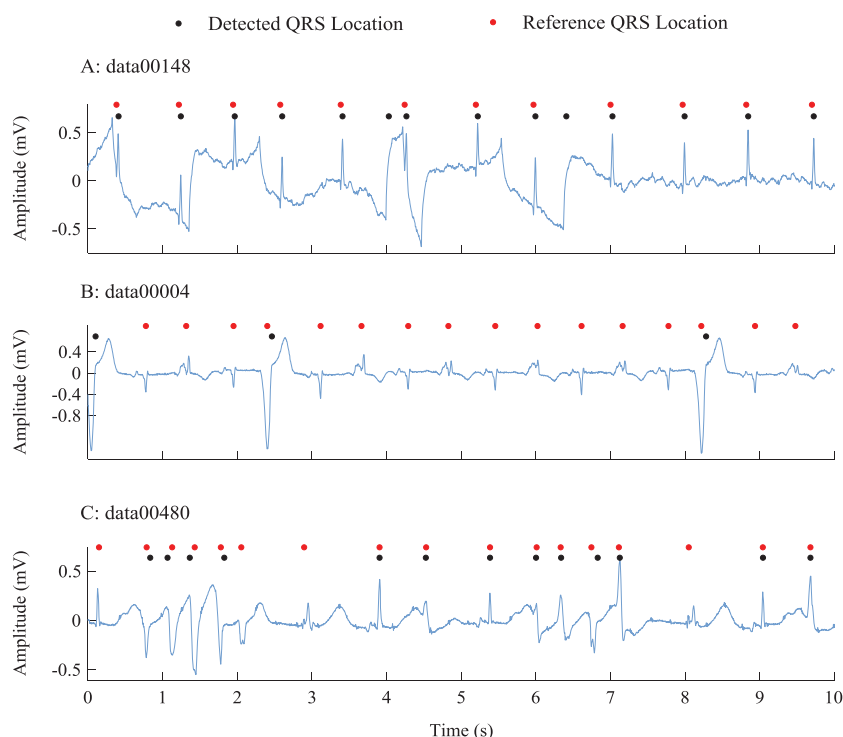 Detected QRS Location
Reference QRS Location
A: data00148
Amplitude (mV)
0.5
0
-0.5
B: data00004
Amplitude (mV)
0.4
0
-0.4
-0.8
C: data00480
Amplitude (mV)
0.5
0
-0.5
0 1 2 3 4 5 6 7 8 9 10
Time (s)